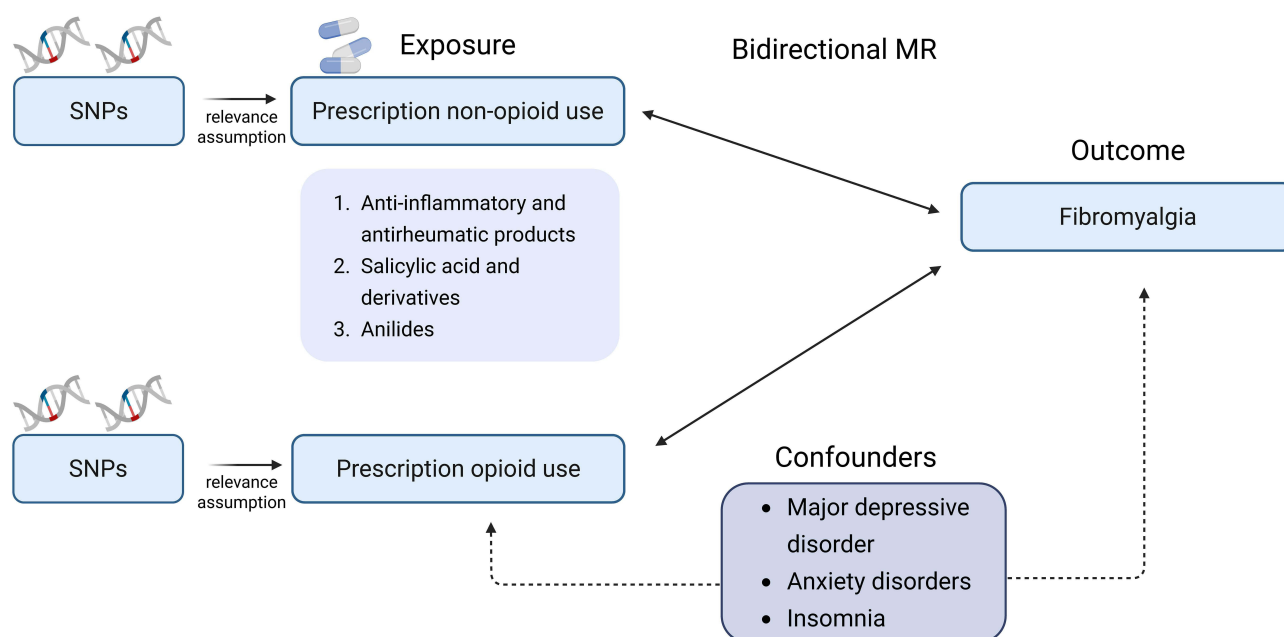 Exposure
Bidirectional MR
SNPs
relevance
assumption
Prescription non-opioid use
Outcome
Fibromyalgia
1. Anti-inflammatory and
antirheumatic products
2. Salicylic acid and
derivatives
3. Anilides
SNPs
relevance
assumption
Prescription opioid use
Confounders
• Major depressive
disorder
• Anxiety disorders
• Insomnia